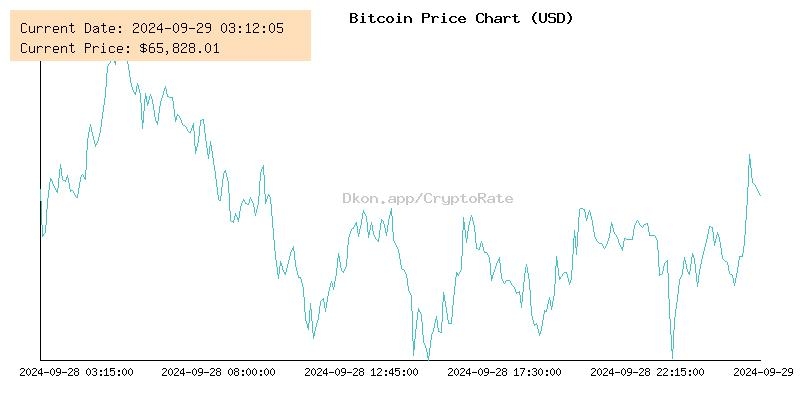 Bitcoin Price Chart (USD)
Current Date: 2024-09-29 03:12:05
Current Price: $65,828.01
Dkon.app/CryptoRate
2024-09-28 03:15:00 2024-09-28 08:00:00 2024-09-28 12:45:00 2024-09-28 17:30:00 2024-09-28 22:15:00 2024-09-29